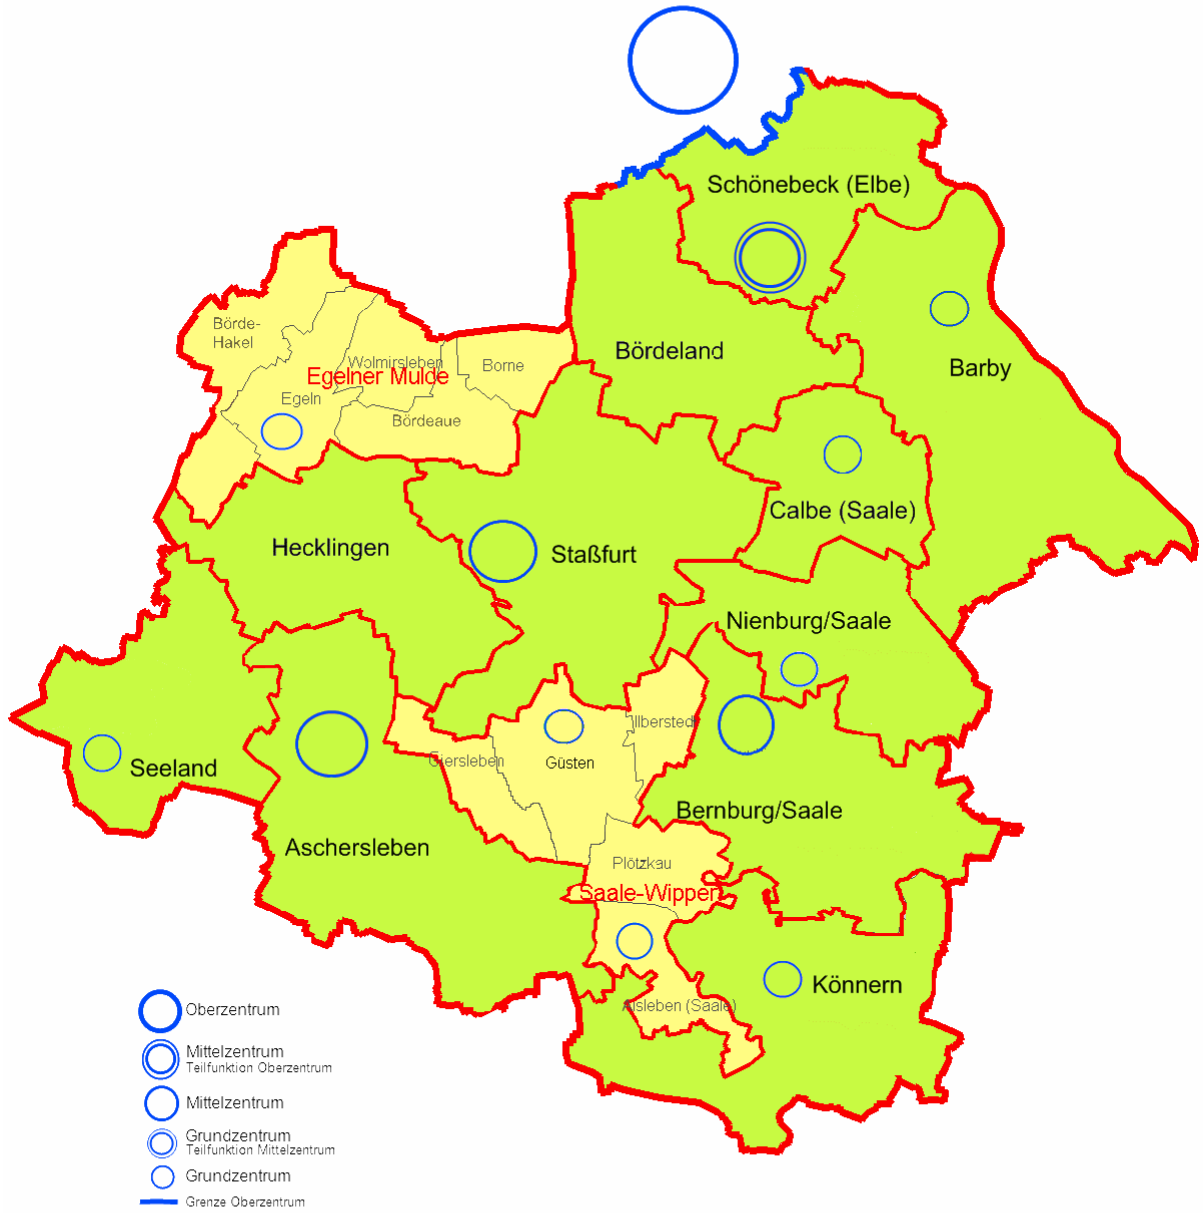 Schönebeck (Elbe)
Börde-
Hakel
Wolmirsleben
Borne
Bördeland
Barby
Egelner Mulde
Egeln
Bördeaue
Calbe (Saale)
Hecklingen
Staßfurt
Nienburg/Saale
Ilberstedt
Giersleben
Güsten
Seeland
Bernburg/Saale
Aschersleben
Plötzkau
Saale-Wipper
Könnern
Alsleben (Saale)
Oberzentrum
Mittelzentrum
Teilfunktion Oberzentrum
Mittelzentrum
Grundzentrum
Teilfunktion Mittelzentrum
Grundzentrum
Grenze Oberzentrum